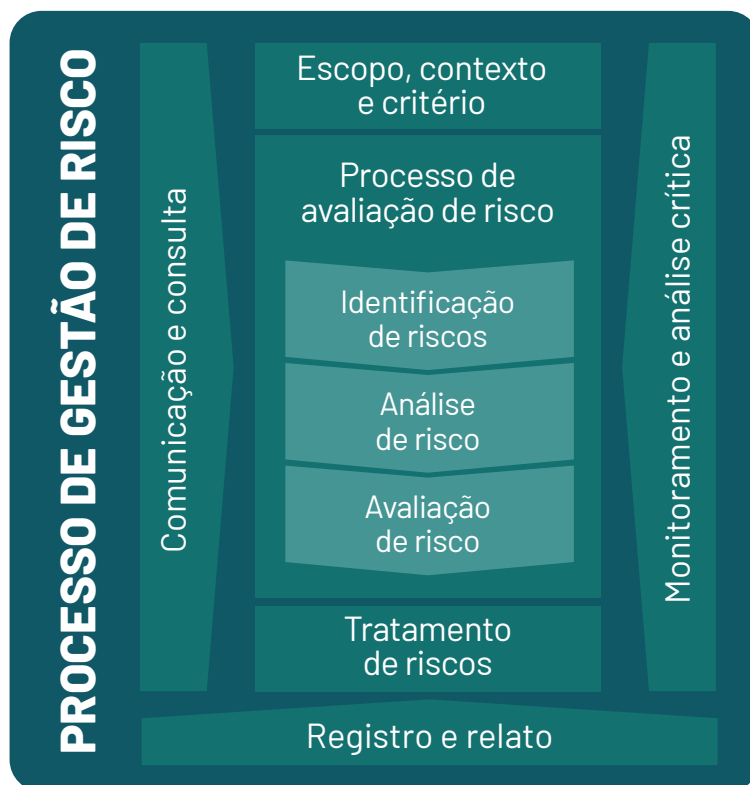 PROCESSO DE GESTÃO DE RISCO
Comunicação e consulta
Escopo, contexto
e critério
Processo de
avaliação de risco
Identificação
de riscos
Análise
de risco
Avaliação
de risco
Tratamento
de riscos
Monitoramento e análise crítica
Registro e relato